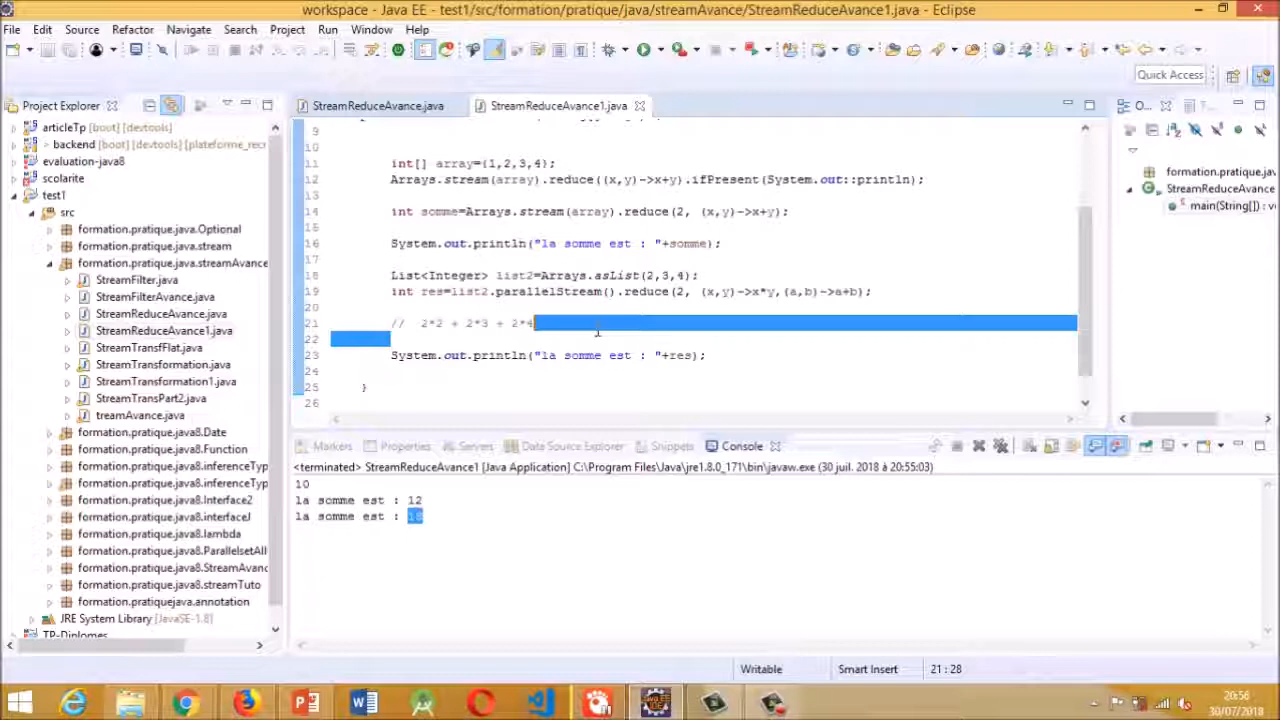 workspace - Java EE - test1/src/formation/pratique/java/streamAvance/StreamReduceAvance1.java - Eclipse
File Edit Source Refactor Navigate Search Project Run Window Help
Quick Access
Project Explorer
StreamReduceAvance.java
StreamReduceAvance1.java
O...
articleTp [boot] [devtools]
> backend [boot] [devtools] [plateforme_recr
evaluation-java8
scolarite
test1
src
formation.pratique.java.Optional
formation.pratique.java.stream
formation.pratique.java.streamAvance
StreamFilter.java
StreamFilterAvance.java
StreamReduceAvance.java
StreamReduceAvance1.java
StreamTransfFlat.java
StreamTransformation.java
StreamTransformation1.java
StreamTransPart2.java
treamAvance.java
formation.pratique.java8.Date
formation.pratique.java8.Function
formation.pratique.java8.inferenceTyp
formation.pratique.java8.inferenceTyp
formation.pratique.java8.Interface2
formation.pratique.java8.interfaceJ
formation.pratique.java8.lambda
formation.pratique.java8.ParallelsetAll
formation.pratique.java8.StreamAvanc
formation.pratique.java8.streamTuto
formation.pratiquejava.annotation
JRE System Library [JavaSE-1.8]
TP-Diplomes
9
10
11 int[] array={1,2,3,4};
12 Arrays.stream(array).reduce((x,y)->x+y).ifPresent(System.out::println);
13
14 int somme=Arrays.stream(array).reduce(2, (x,y)->x+y);
15
16 System.out.println("la somme est : "+somme);
17
18 List<Integer> list2=Arrays.asList(2,3,4);
19 int res=list2.parallelStream().reduce(2, (x,y)->x*y,(a,b)->a+b);
20
21 // 2*2 + 2*3 + 2*4
22
23 System.out.println("la somme est : "+res);
24
25 }
26
formation.pratique.jav
StreamReduceAvance
main(String[]) : v
Markers Properties Servers Data Source Explorer Snippets Console
<terminated> StreamReduceAvance1 [Java Application] C:\Program Files\Java\jre1.8.0_171\bin\javaw.exe (30 juil. 2018 à 20:55:03)
10
la somme est : 12
la somme est : 18
Writable Smart Insert 21 : 28
20:56
30/07/2018